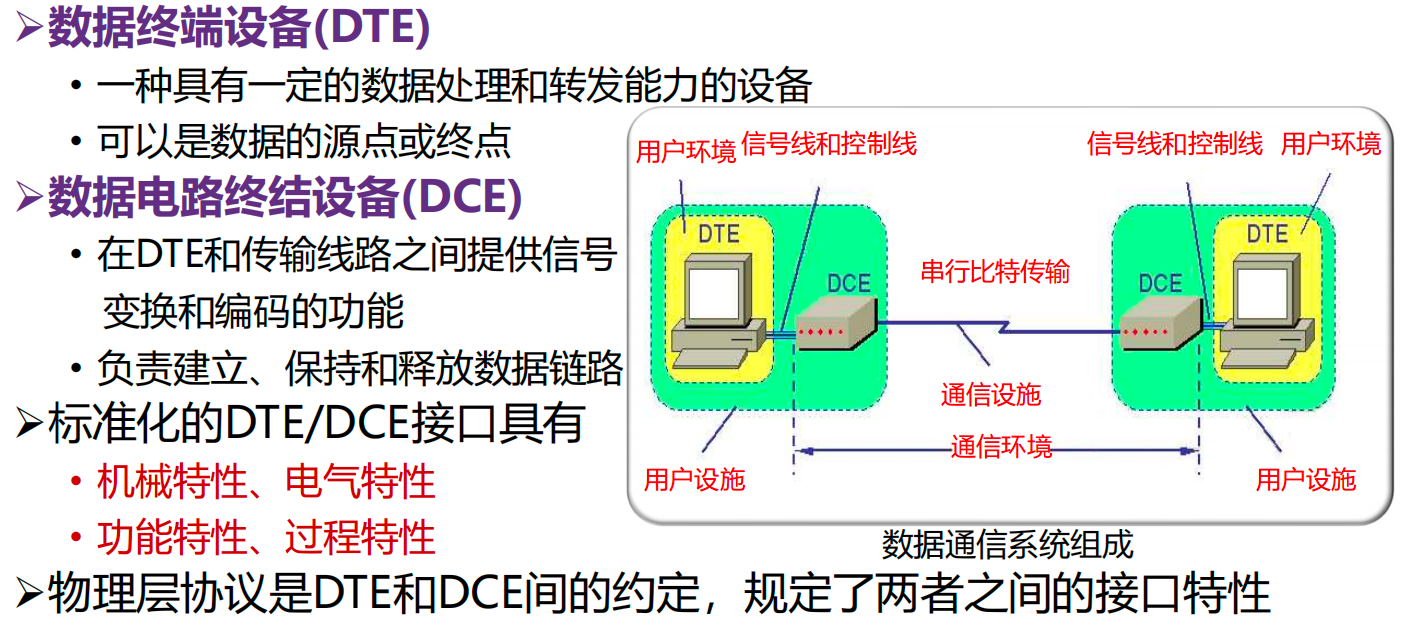 ➢数据终端设备(DTE)
• 一种具有一定的数据处理和转发能力的设备
• 可以是数据的源点或终点
➢数据电路终结设备(DCE)
• 在DTE和传输线路之间提供信号
变换和编码的功能
• 负责建立、保持和释放数据链路
➢标准化的DTE/DCE接口具有
• 机械特性、电气特性
• 功能特性、过程特性
➢物理层协议是DTE和DCE间的约定，规定了两者之间的接口特性
用户环境
信号线和控制线
信号线和控制线
用户环境
DTE
DTE
DCE
串行比特传输
DCE
通信设施
通信环境
用户设施
用户设施
数据通信系统组成